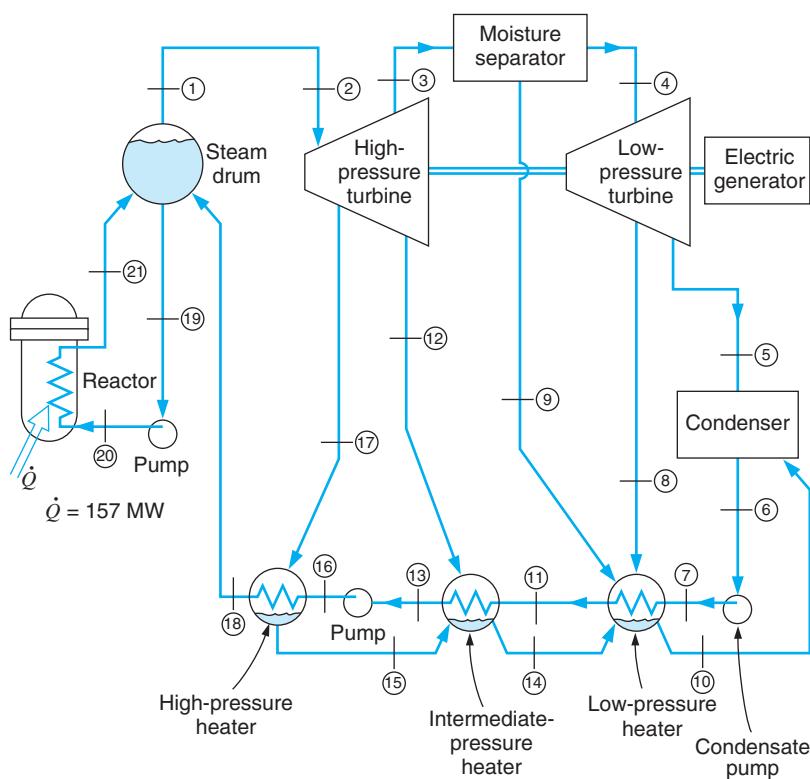 Moisture
separator
1
2
3
4
Steam
drum
High-
pressure
turbine
Low-
pressure
turbine
Electric
generator
21
19
12
5
Reactor
9
Condenser
17
20
Pump
8
6
Q̇
Q̇ = 157 MW
18
16
13
11
7
Pump
15
14
10
High-pressure
heater
Intermediate-
pressure
heater
Low-pressure
heater
Condensate
pump